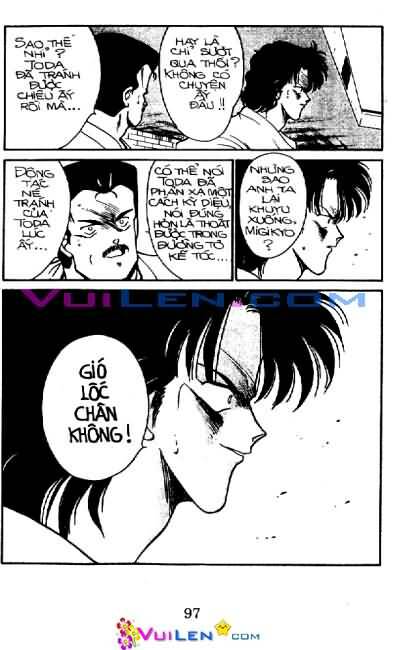 SAO THẾ
NHỈ?
TODA
ĐÃ TRÁNH
ĐƯỢC
CHIÊU ẤY
RỒI MÀ...
HAY LÀ
CHỈ SƯỢT
QUA THÔI?
KHÔNG CÓ
CHUYỆN
ẤY
ĐÂU!!
ĐỘNG
TÁC
NÉ
TRÁNH
CỦA
TODA
LÚC
ẤY...
CÓ THỂ NÓI
TODA ĐÃ
PHẢN XẠ MỘT
CÁCH KỲ DIỆU,
NÓI ĐÚNG
HƠN LÀ THOÁT
ĐƯỢC TRONG
ĐƯỜNG TƠ
KẼ TÓC...
NHƯNG
SAO
ANH TA
LẠI
KHUỴU
XUỐNG,
MIGIKYO
?
VUILEN.COM
GIÓ
LỐC
CHÂN
KHÔNG!
97
VUILEN.COM